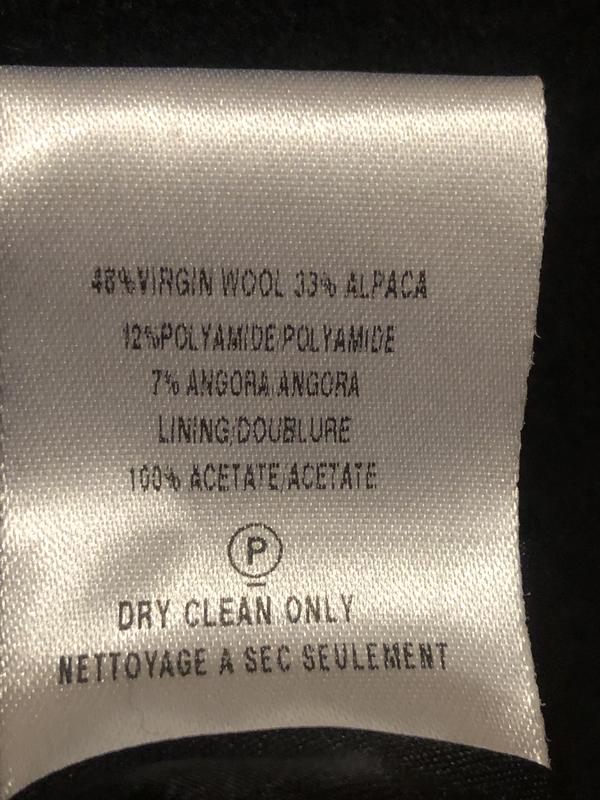 48%VIRGIN WOOL 33% ALPACA
12%POLYAMIDE/POLYAMIDE
7% ANGORA/ANGORA
LINING/DOUBLURE
100% ACETATE/ACETATE
P
DRY CLEAN ONLY
NETTOYAGE A SEC SEULEMENT